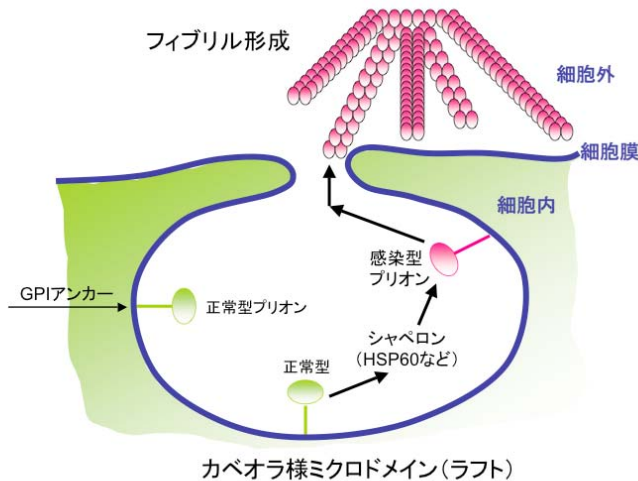 フィブリル形成
細胞外
細胞膜
細胞内
感染型
プリオン
GPIアンカー
正常型プリオン
シャペロン
（HSP60など）
正常型
カベオラ様ミクロドメイン（ラフト）